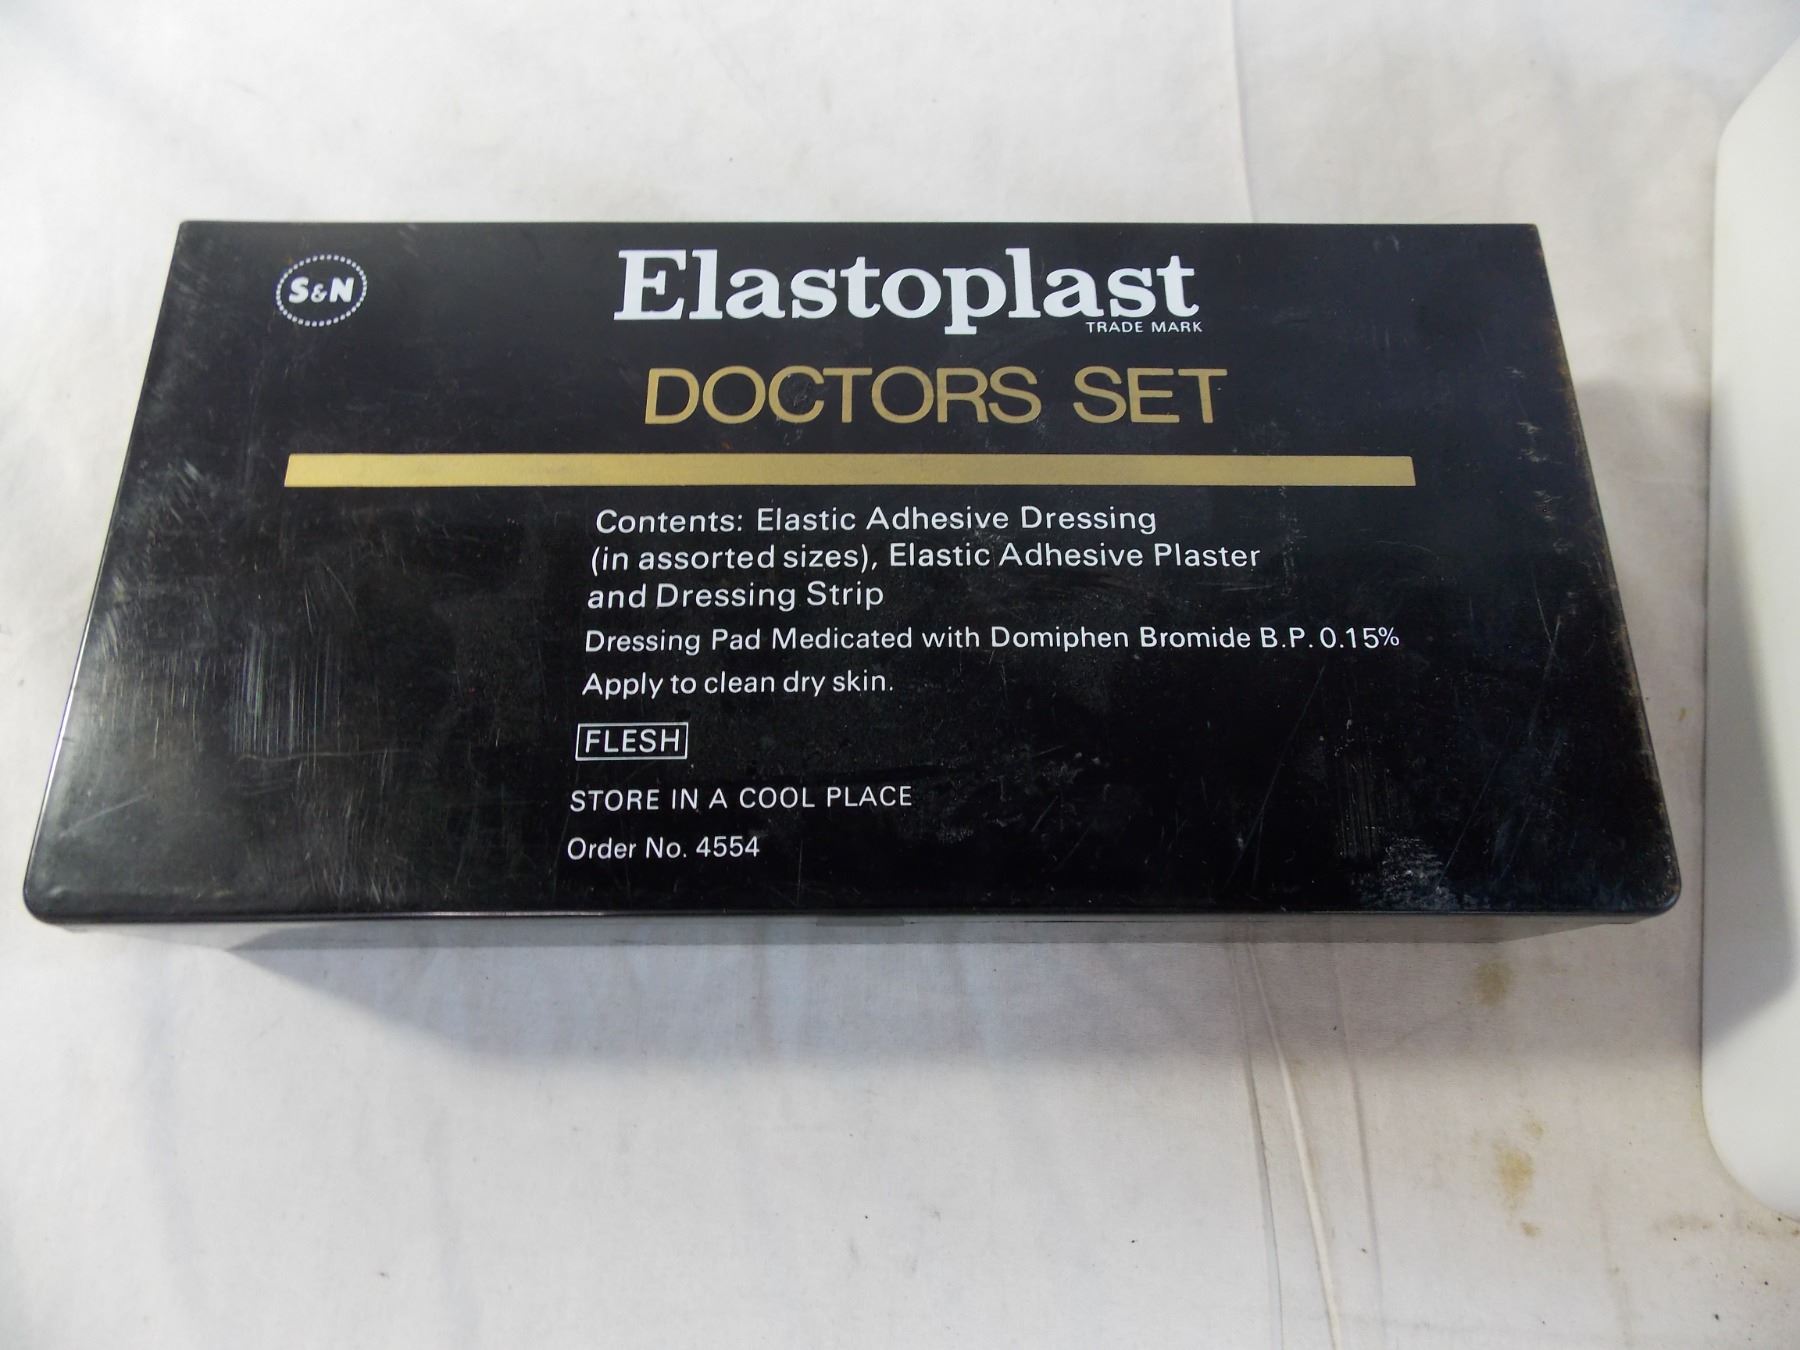 S&N
Elastoplast
TRADE MARK
DOCTORS SET
Contents: Elastic Adhesive Dressing
(in assorted sizes), Elastic Adhesive Plaster
and Dressing Strip
Dressing Pad Medicated with Domiphen Bromide B.P. 0.15%
Apply to clean dry skin.
FLESH
STORE IN A COOL PLACE
Order No. 4554